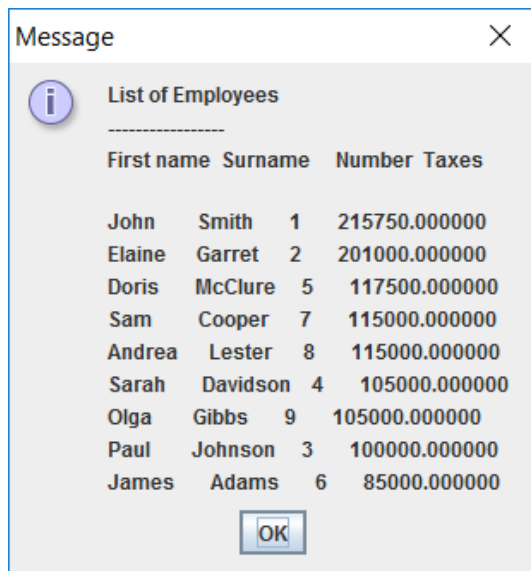 Message
List of Employees
-----------------
First name Surname Number Taxes
John Smith 1 215750.000000
Elaine Garret 2 201000.000000
Doris McClure 5 117500.000000
Sam Cooper 7 115000.000000
Andrea Lester 8 115000.000000
Sarah Davidson 4 105000.000000
Olga Gibbs 9 105000.000000
Paul Johnson 3 100000.000000
James Adams 6 85000.000000
OK